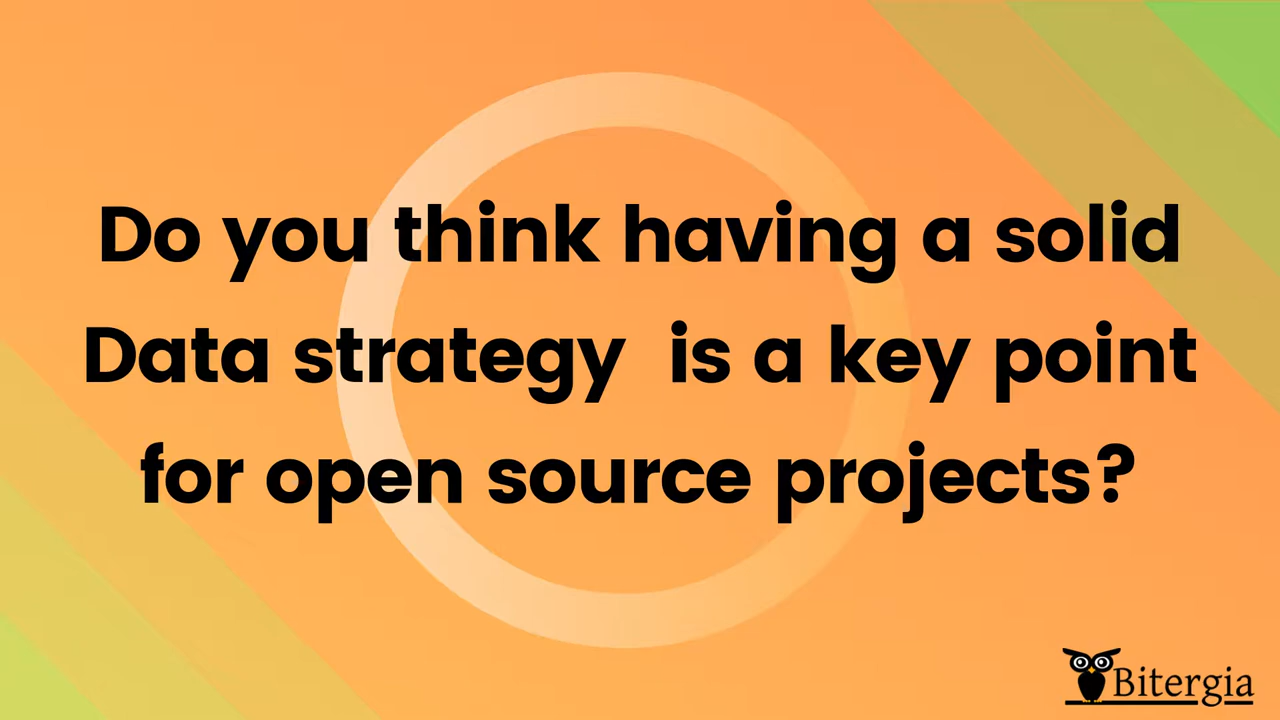 Do you think having a solid
Data strategy  is a key point
for open source projects?
Bitergia